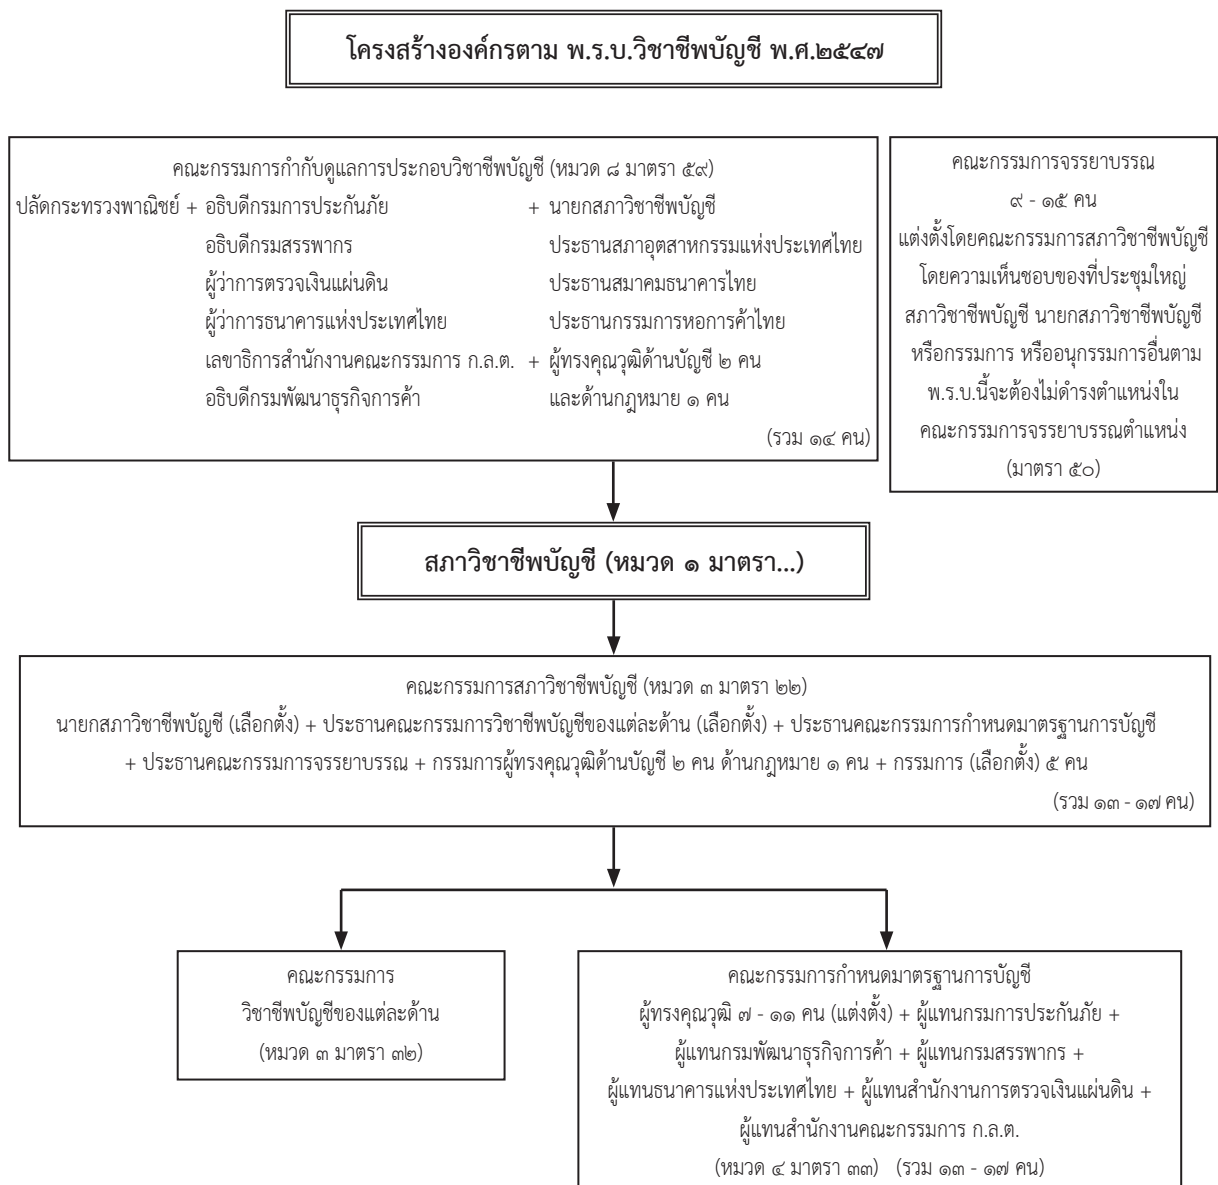 โครงสร้างองค์กรตาม พ.ร.บ.วิชาชีพบัญชี พ.ศ.๒๕๔๗
คณะกรรมการกำกับดูแลการประกอบวิชาชีพบัญชี (หมวด ๘ มาตรา ๕๙)
ปลัดกระทรวงพาณิชย์ + อธิบดีกรมการประกันภัย + นายกสภาวิชาชีพบัญชี
อธิบดีกรมสรรพากร ประธานสภาอุตสาหกรรมแห่งประเทศไทย
ผู้ว่าการตรวจเงินแผ่นดิน ประธานสมาคมธนาคารไทย
ผู้ว่าการธนาคารแห่งประเทศไทย ประธานกรรมการหอการค้าไทย
เลขาธิการสำนักงานคณะกรรมการ ก.ล.ต. + ผู้ทรงคุณวุฒิด้านบัญชี ๒ คน
อธิบดีกรมพัฒนาธุรกิจการค้า และด้านกฎหมาย ๑ คน
(รวม ๑๔ คน)
คณะกรรมการจรรยาบรรณ
๙ - ๑๕ คน
แต่งตั้งโดยคณะกรรมการสภาวิชาชีพบัญชี
โดยความเห็นชอบของที่ประชุมใหญ่
สภาวิชาชีพบัญชี นายกสภาวิชาชีพบัญชี
หรือกรรมการ หรืออนุกรรมการอื่นตาม
พ.ร.บ.นี้จะต้องไม่ดำรงตำแหน่งใน
คณะกรรมการจรรยาบรรณตำแหน่ง
(มาตรา ๕๐)
สภาวิชาชีพบัญชี (หมวด ๑ มาตรา...)
คณะกรรมการสภาวิชาชีพบัญชี (หมวด ๓ มาตรา ๒๒)
นายกสภาวิชาชีพบัญชี (เลือกตั้ง) + ประธานคณะกรรมการวิชาชีพบัญชีของแต่ละด้าน (เลือกตั้ง) + ประธานคณะกรรมการกำหนดมาตรฐานการบัญชี
+ ประธานคณะกรรมการจรรยาบรรณ + กรรมการผู้ทรงคุณวุฒิด้านบัญชี ๒ คน ด้านกฎหมาย ๑ คน + กรรมการ (เลือกตั้ง) ๕ คน
(รวม ๑๓ - ๑๗ คน)
คณะกรรมการ
วิชาชีพบัญชีของแต่ละด้าน
(หมวด ๓ มาตรา ๓๒)
คณะกรรมการกำหนดมาตรฐานการบัญชี
ผู้ทรงคุณวุฒิ ๗ - ๑๑ คน (แต่งตั้ง) + ผู้แทนกรมการประกันภัย +
ผู้แทนกรมพัฒนาธุรกิจการค้า + ผู้แทนกรมสรรพากร +
ผู้แทนธนาคารแห่งประเทศไทย + ผู้แทนสำนักงานการตรวจเงินแผ่นดิน +
ผู้แทนสำนักงานคณะกรรมการ ก.ล.ต.
(หมวด ๔ มาตรา ๓๓) (รวม ๑๓ - ๑๗ คน)